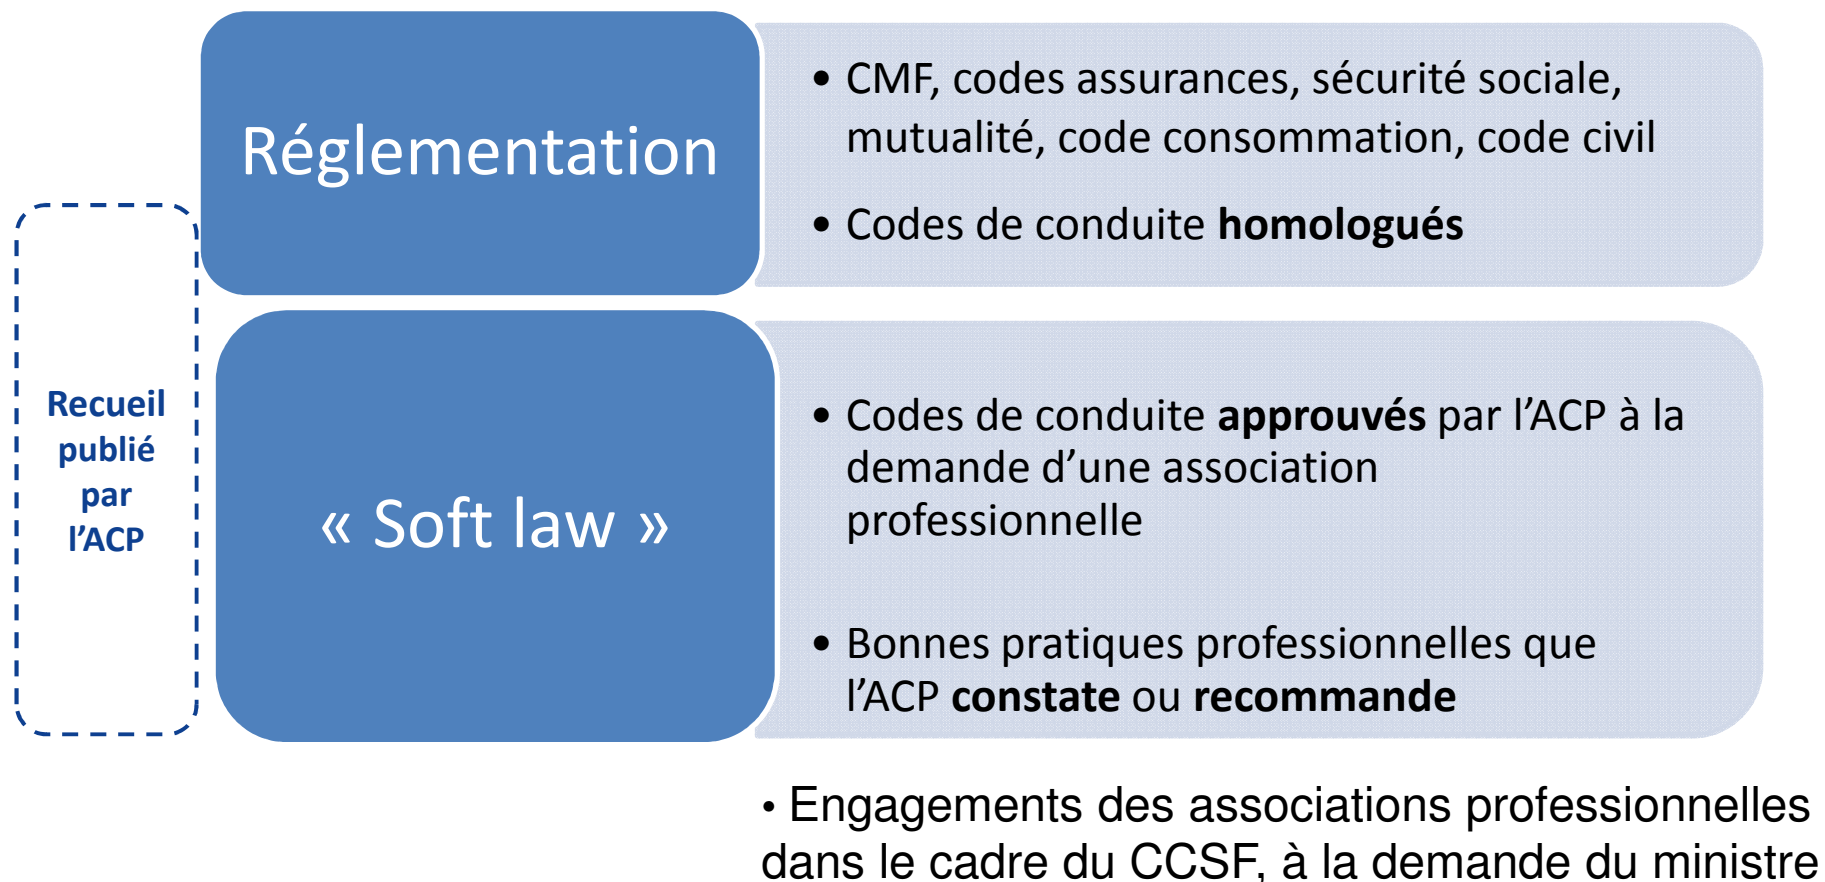 Réglementation
• CMF, codes assurances, sécurité sociale,
mutualité, code consommation, code civil
• Codes de conduite homologués
Recueil
publié
par
l’ACP
« Soft law »
• Codes de conduite approuvés par l’ACP à la
demande d’une association
professionnelle
• Bonnes pratiques professionnelles que
l’ACP constate ou recommande
• Engagements des associations professionnelles
dans le cadre du CCSF, à la demande du ministre